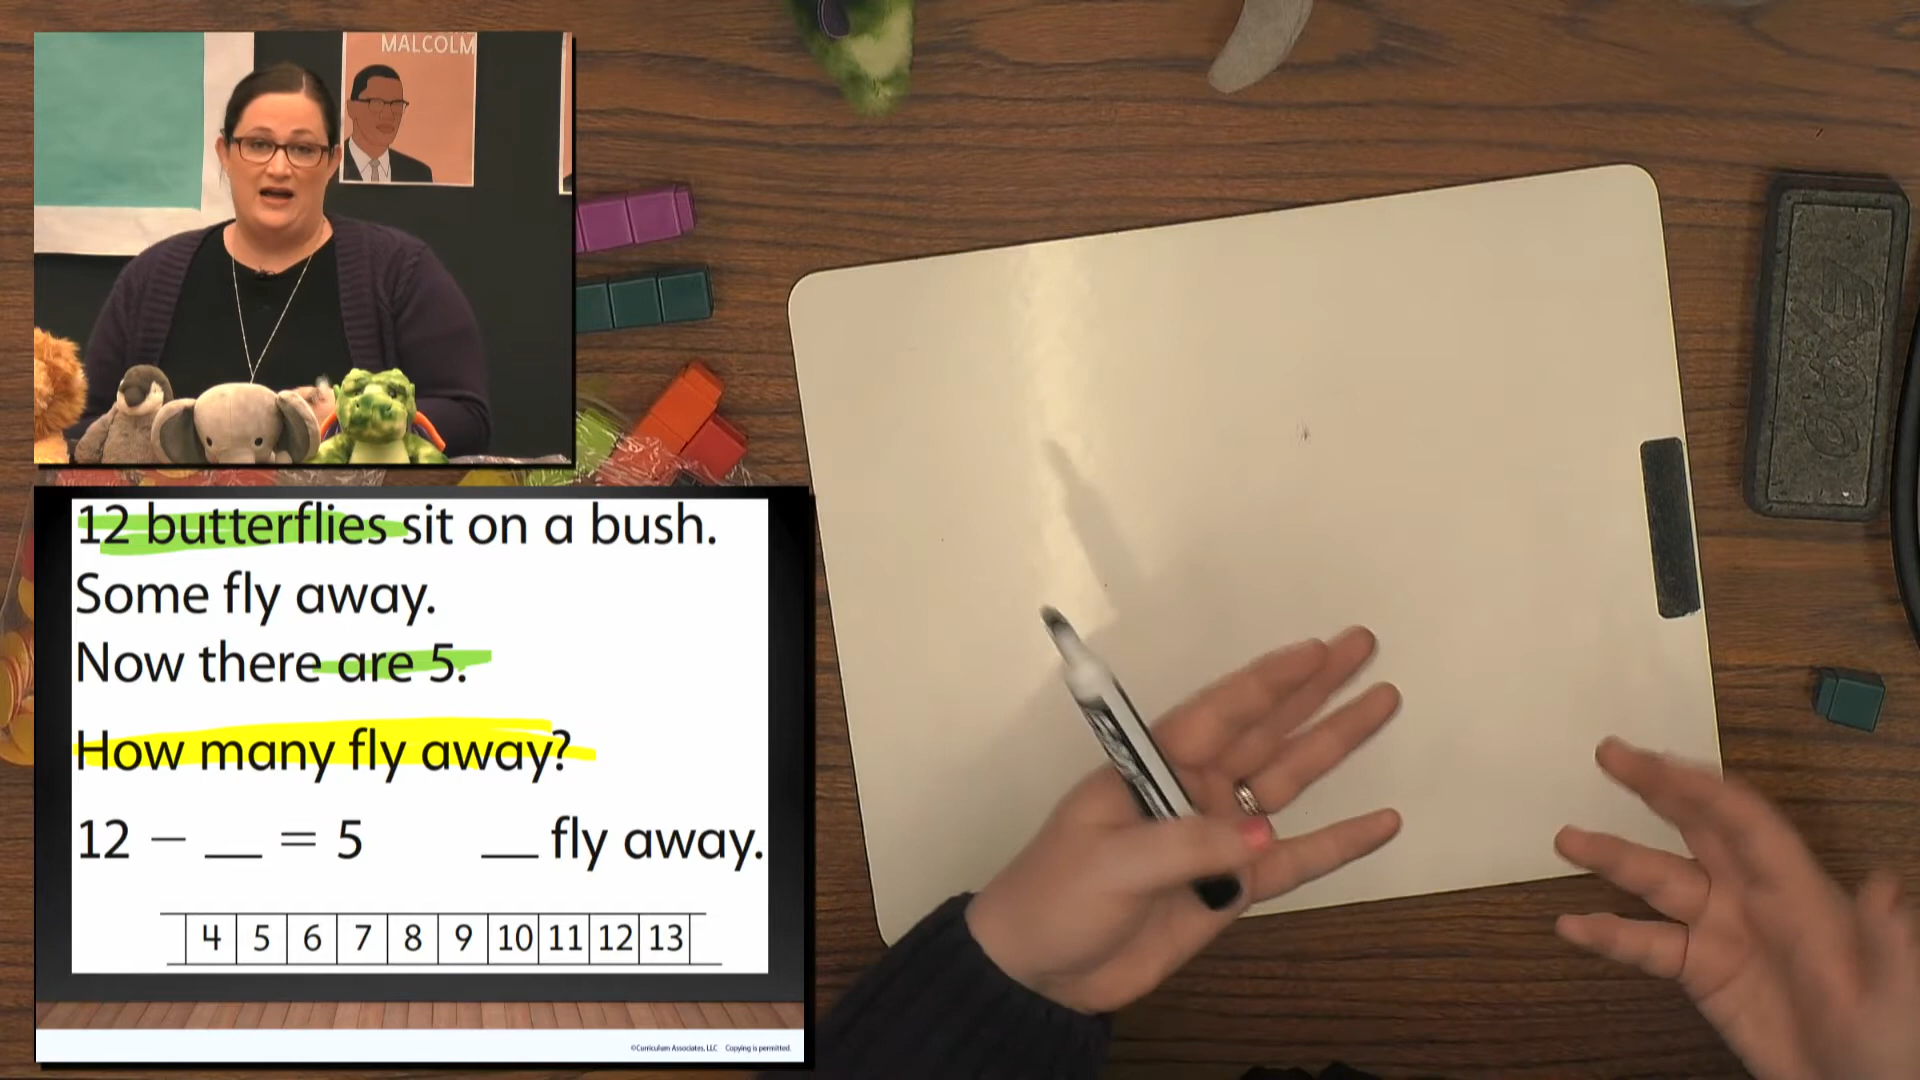 MALCOLM
12 butterflies sit on a bush.
Some fly away.
Now there are 5.
How many fly away?
12 − __ = 5 __ fly away.
4 5 6 7 8 9 10 11 12 13
©Curriculum Associates, LLC Copying is permitted.